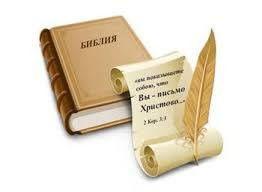 БИБЛИЯ
«вы показываете
собою, что
Вы - письмо
Христово...»
2 Кор. 3:3